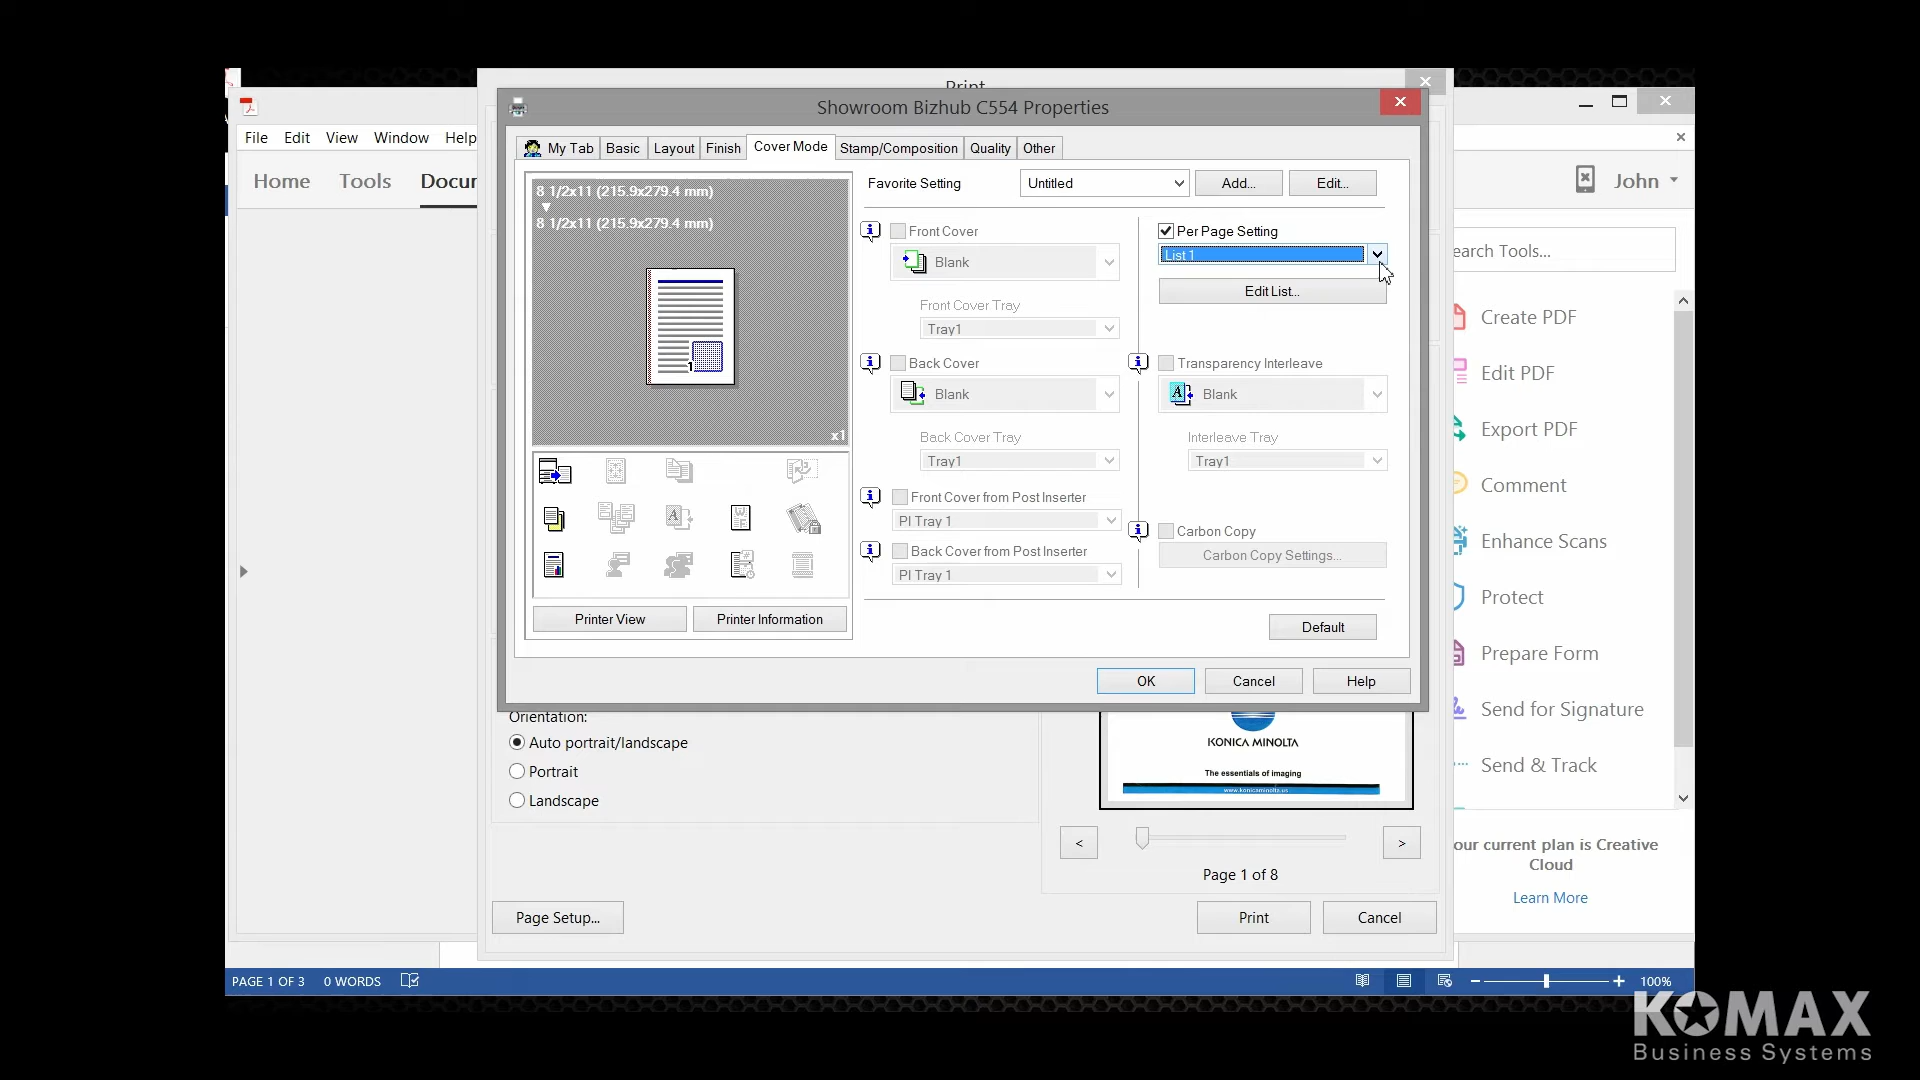 Print
Showroom Bizhub C554 Properties
File Edit View Window Help
Home Tools Docu
John
My Tab Basic Layout Finish Cover Mode Stamp/Composition Quality Other
8 1/2x11 (215.9x279.4 mm)
8 1/2x11 (215.9x279.4 mm)
x1
Printer View Printer Information
Favorite Setting Untitled Add... Edit...
Front Cover
Blank
Front Cover Tray
Tray1
Back Cover
Blank
Back Cover Tray
Tray1
Front Cover from Post Inserter
PI Tray 1
Back Cover from Post Inserter
PI Tray 1
Per Page Setting
List 1
Edit List...
Transparency Interleave
Blank
Interleave Tray
Tray1
Carbon Copy
Carbon Copy Settings...
Default
OK Cancel Help
earch Tools...
Create PDF
Edit PDF
Export PDF
Comment
Enhance Scans
Protect
Prepare Form
Send for Signature
Send & Track
our current plan is Creative
Cloud
Learn More
Orientation:
Auto portrait/landscape
Portrait
Landscape
KONICA MINOLTA
The essentials of imaging
www.konicaminolta.us
< >
Page 1 of 8
Page Setup... Print Cancel
PAGE 1 OF 3 0 WORDS 100%
KOMAX
Business Systems